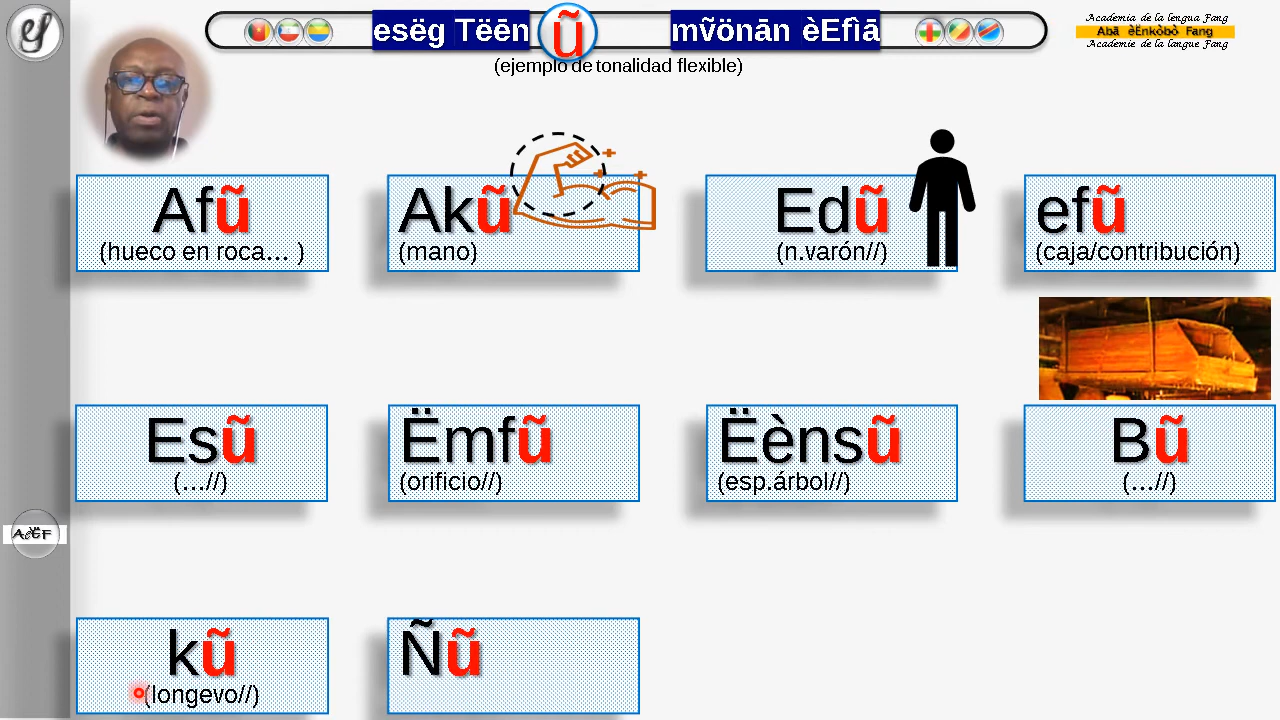 esëg Tëēn ũ mṽönān èEfìā
(ejemplo de tonalidad flexible)
Academia de la lengua Fang
Abā èËnkòbò Fang
Academie de la langue Fang
Afũ
(hueco en roca... )
Akũ
(mano)
Edũ
(n.varón//)
efũ
(caja/contribución)
Esũ
(...//)
Ëmfũ
(orificio//)
Ëènsũ
(esp.árbol//)
Bũ
(...//)
kũ
(longevo//)
Ñũ